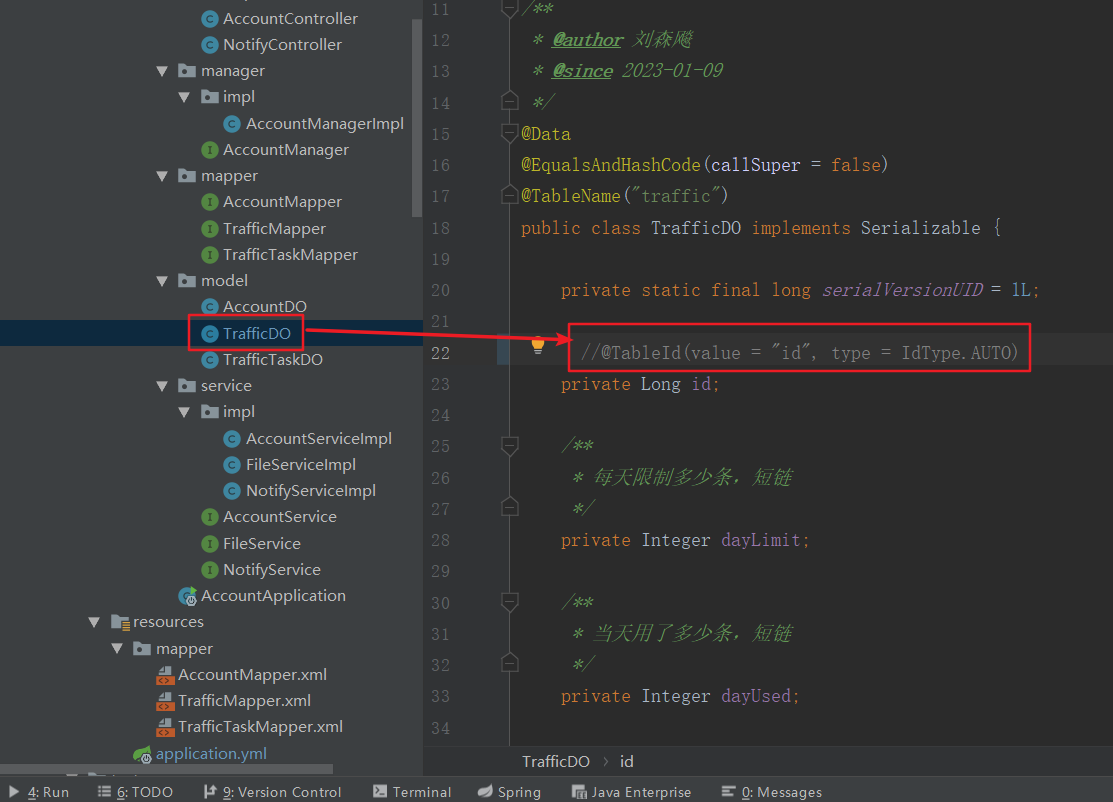 AccountController
NotifyController
manager
impl
AccountManagerImpl
AccountManager
mapper
AccountMapper
TrafficMapper
TrafficTaskMapper
model
AccountDO
TrafficDO
TrafficTaskDO
service
impl
AccountServiceImpl
FileServiceImpl
NotifyServiceImpl
AccountService
FileService
NotifyService
AccountApplication
resources
mapper
AccountMapper.xml
TrafficMapper.xml
TrafficTaskMapper.xml
application.yml
11 /**
12 * @author 刘森飚
13 * @since 2023-01-09
14 */
15 @Data
16 @EqualsAndHashCode(callSuper = false)
17 @TableName("traffic")
18 public class TrafficDO implements Serializable {
19
20 private static final long serialVersionUID = 1L;
21
22 //@TableId(value = "id", type = IdType.AUTO)
23 private Long id;
24
25 /**
26 * 每天限制多少条，短链
27 */
28 private Integer dayLimit;
29
30 /**
31 * 当天用了多少条，短链
32 */
33 private Integer dayUsed;
34
TrafficDO › id
4: Run 6: TODO 9: Version Control Terminal Spring Java Enterprise 0: Messages